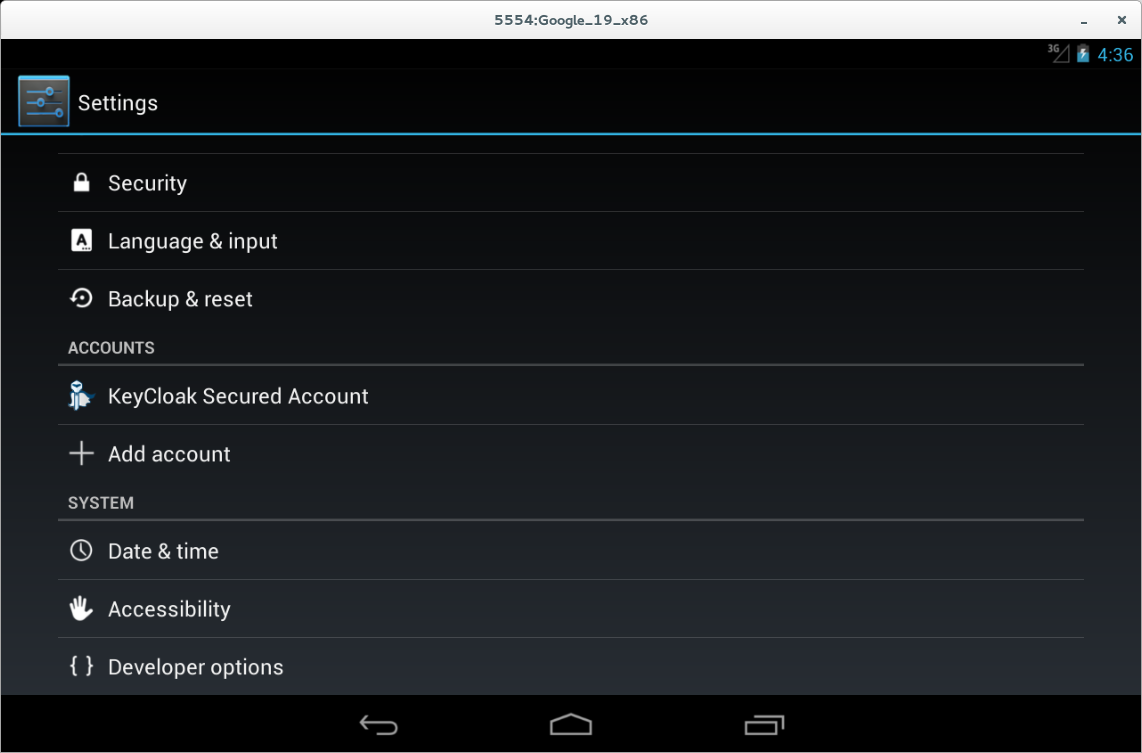 5554:Google_19_x86
3G
4:36
Settings
Security
A
Language & input
Backup & reset
ACCOUNTS
KeyCloak Secured Account
Add account
SYSTEM
Date & time
Accessibility
{ } Developer options